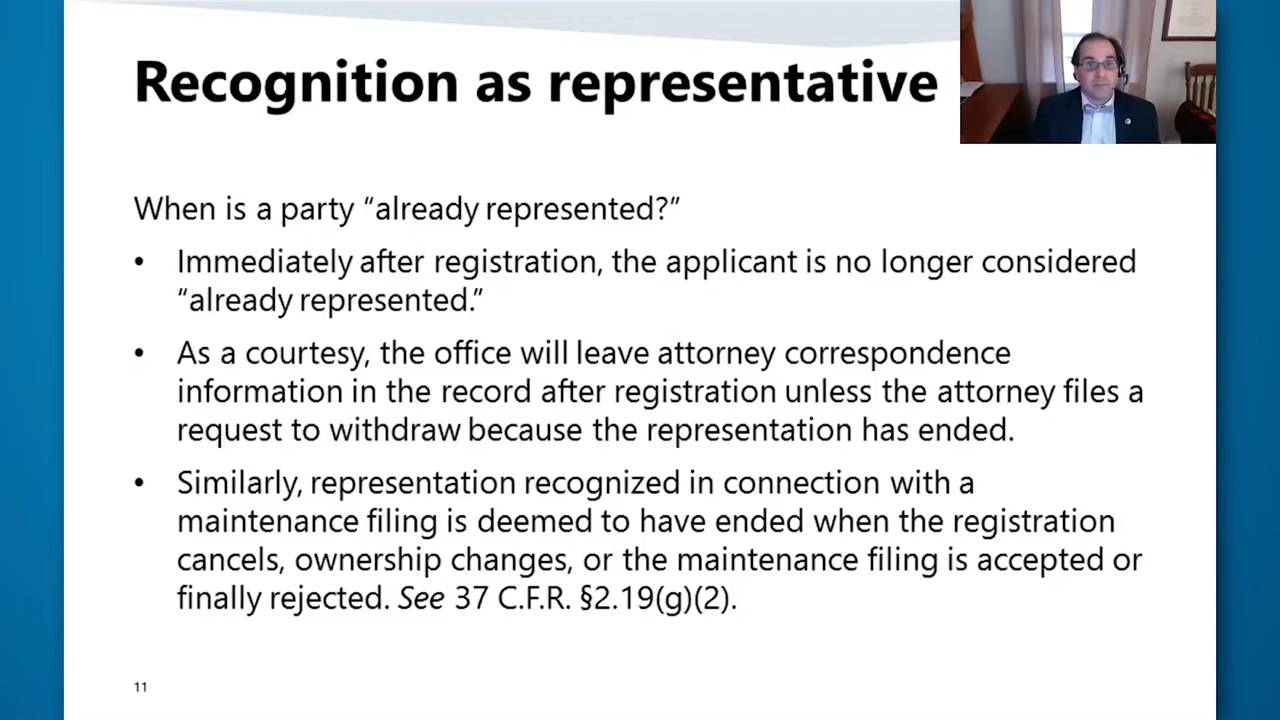 Recognition as representative
When is a party “already represented?”
• Immediately after registration, the applicant is no longer considered
“already represented.”
• As a courtesy, the office will leave attorney correspondence
information in the record after registration unless the attorney files a
request to withdraw because the representation has ended.
• Similarly, representation recognized in connection with a
maintenance filing is deemed to have ended when the registration
cancels, ownership changes, or the maintenance filing is accepted or
finally rejected. See 37 C.F.R. §2.19(g)(2).
11